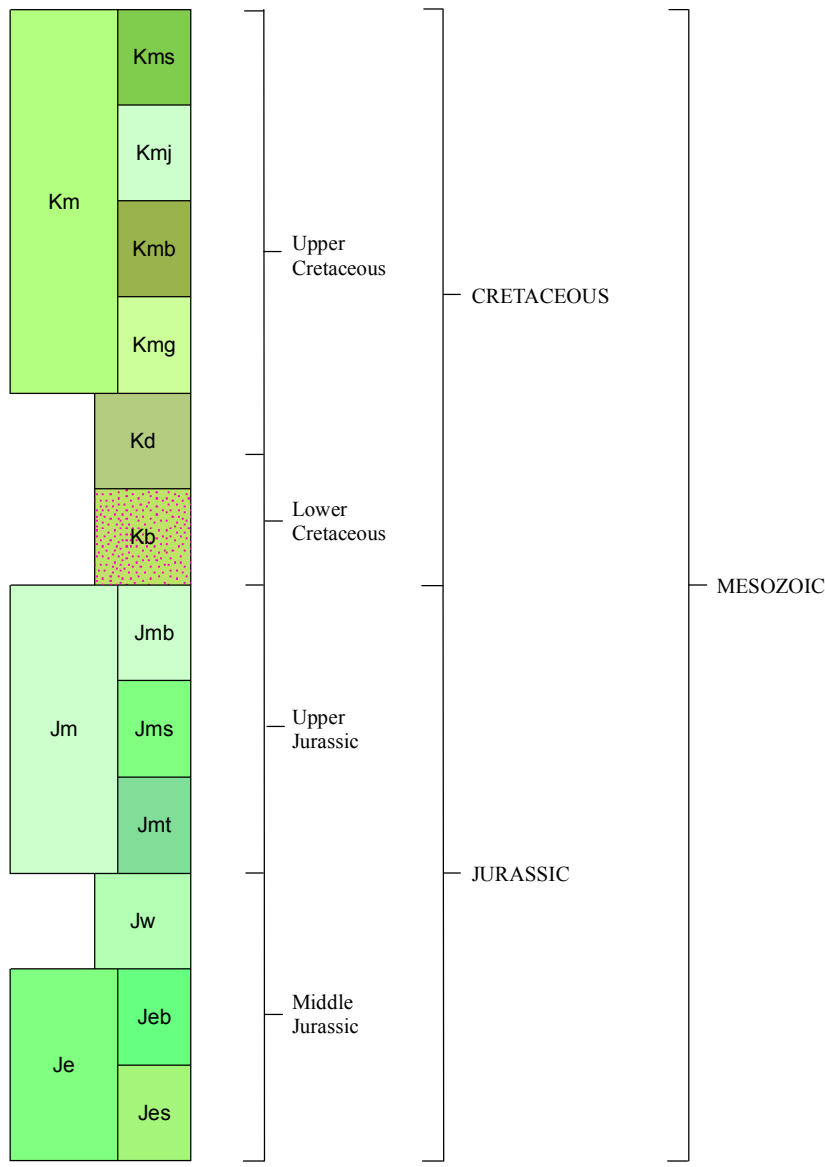 Kms
Kmj
Km
Kmb
Upper
Cretaceous
CRETACEOUS
Kmg
Kd
Lower
Cretaceous
Kb
MESOZOIC
Jmb
Upper
Jurassic
Jm
Jms
Jmt
JURASSIC
Jw
Middle
Jurassic
Jeb
Je
Jes